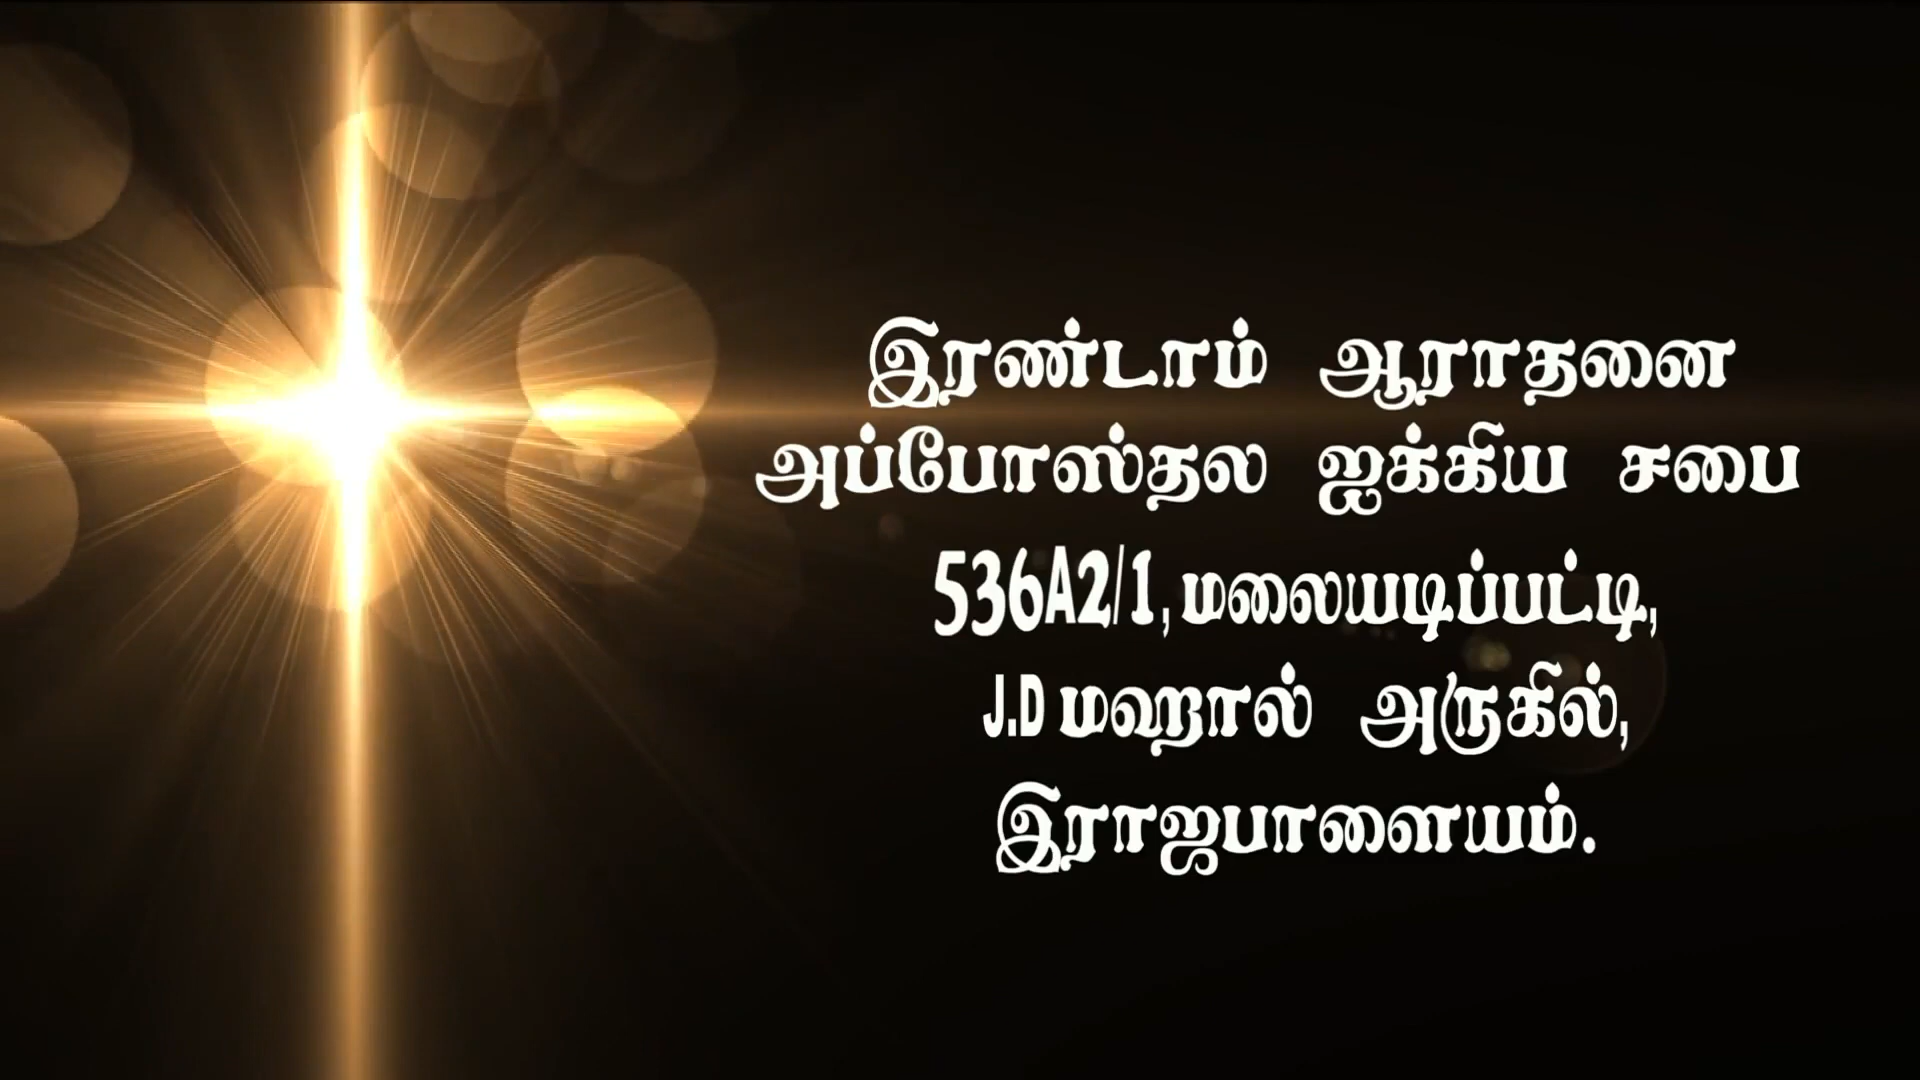 இரண்டாம் ஆராதனை
அப்போஸ்தல ஐக்கிய சபை
536A2/1, மலையடிப்பட்டி,
J.D மஹால் அருகில்,
இராஜபாளையம்.